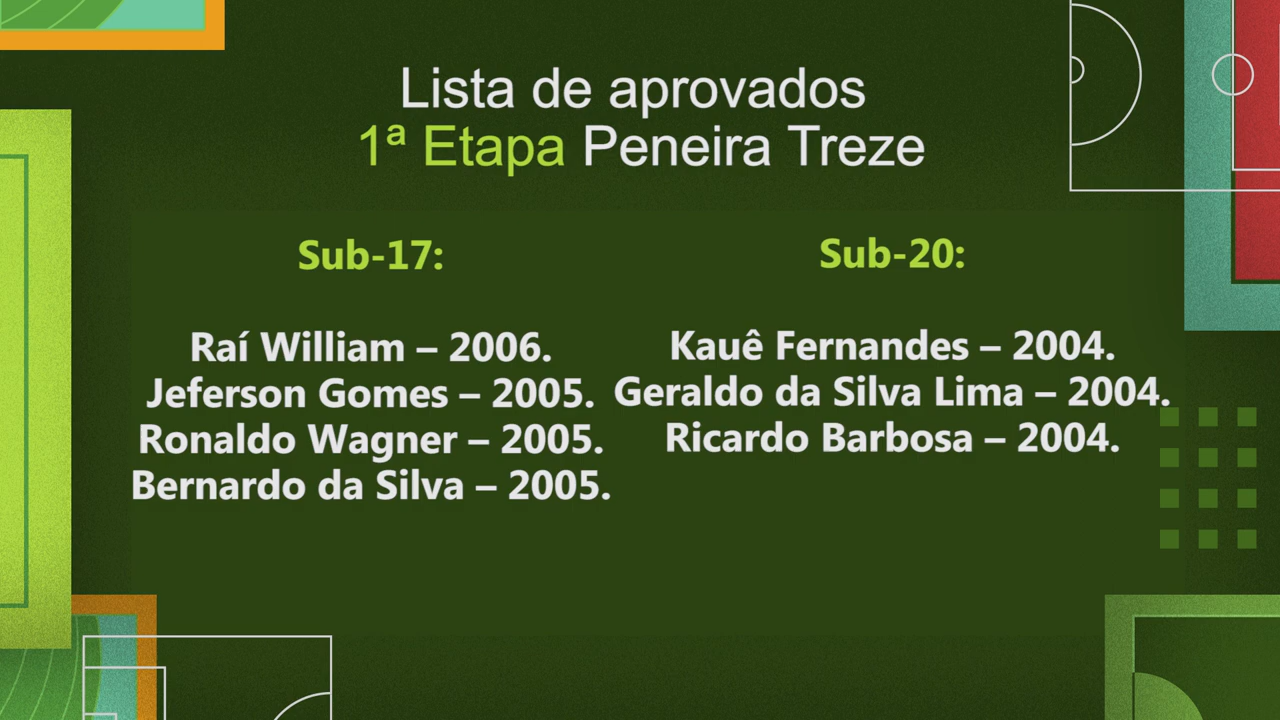 Lista de aprovados
1ª Etapa Peneira Treze
Sub-17:
Raí William – 2006.
Jeferson Gomes – 2005.
Ronaldo Wagner – 2005.
Bernardo da Silva – 2005.
Sub-20:
Kauê Fernandes – 2004.
Geraldo da Silva Lima – 2004.
Ricardo Barbosa – 2004.